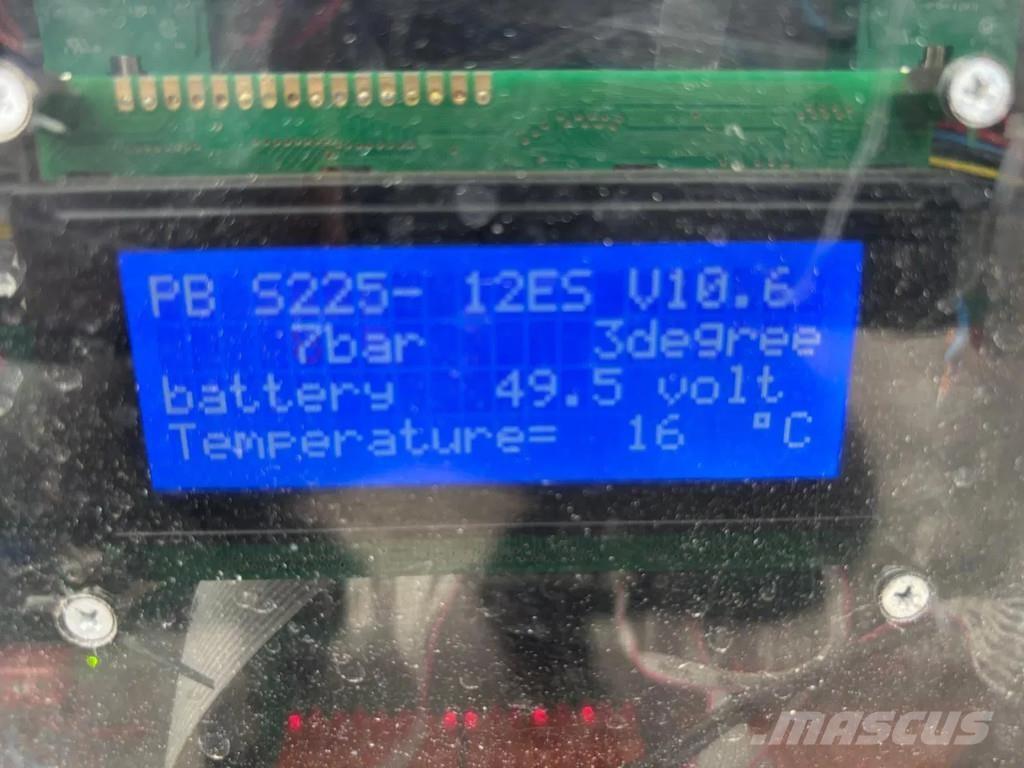 PB S225- 12ES V10.6
7bar 3degree
battery 49.5 volt
Temperature= 16 °C
MASCUS